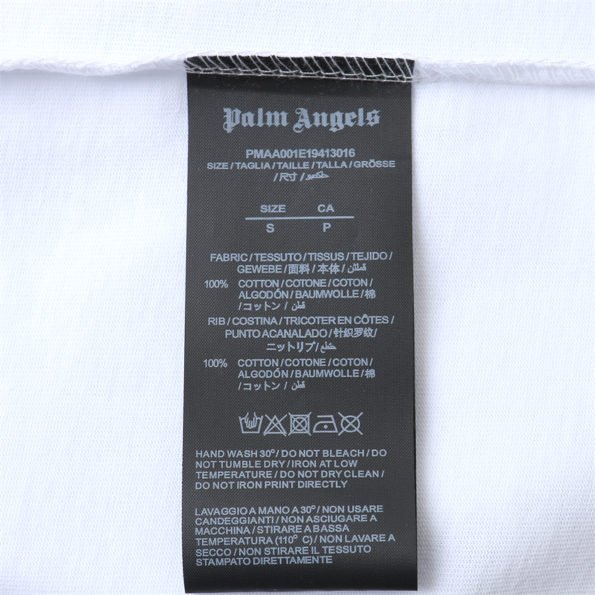 Palm Angels
PMAA001E19413016
SIZE / TAGLIA / TAILLE / TALLA / GRÖSSE
/尺寸 /
SIZE CA
S P
FABRIC / TESSUTO / TISSUS / TEJIDO /
GEWEBE / 面料 / 本体 / قطن
100% COTTON / COTONE / COTON /
ALGODÓN / BAUMWOLLE / 棉
/コットン / قطن
RIB / COSTINA / TRICOTER EN CÔTES /
PUNTO ACANALADO / 针织罗纹/
ニットリブ /
100% COTTON / COTONE / COTON /
ALGODÓN / BAUMWOLLE / 棉
/コットン / قطن
HAND WASH 30° / DO NOT BLEACH / DO
NOT TUMBLE DRY / IRON AT LOW
TEMPERATURE / DO NOT DRY CLEAN /
DO NOT IRON PRINT DIRECTLY
LAVAGGIO A MANO A 30° / NON USARE
CANDEGGIANTI / NON ASCIUGARE A
MACCHINA / STIRARE A BASSA
TEMPERATURA (110° C) / NON LAVARE A
SECCO / NON STIRARE IL TESSUTO
STAMPATO DIRETTAMENTE